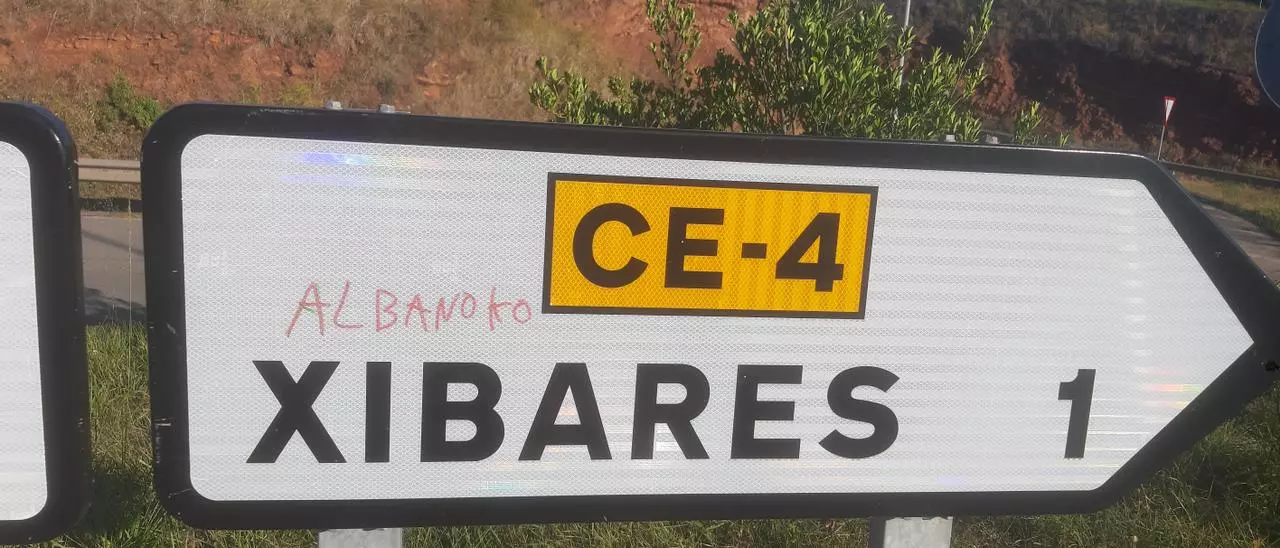 CE-4
ALBANOKO
XIBARES 1